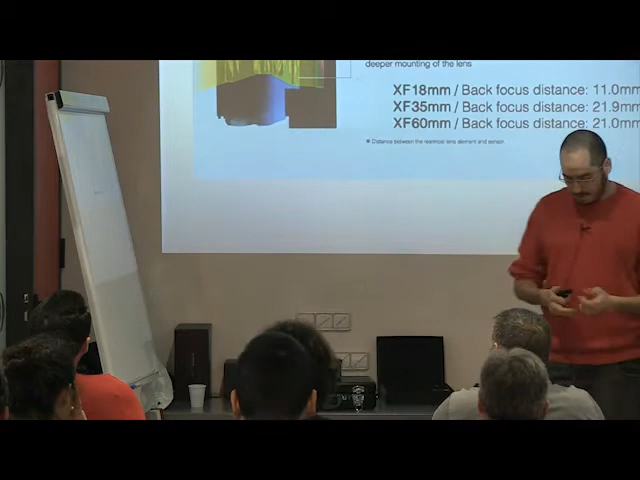 deeper mounting of the lens
XF18mm / Back focus distance: 11.0mm
XF35mm / Back focus distance: 21.9mm
XF60mm / Back focus distance: 21.0mm
※ Distance between the rearmost lens element and sensor